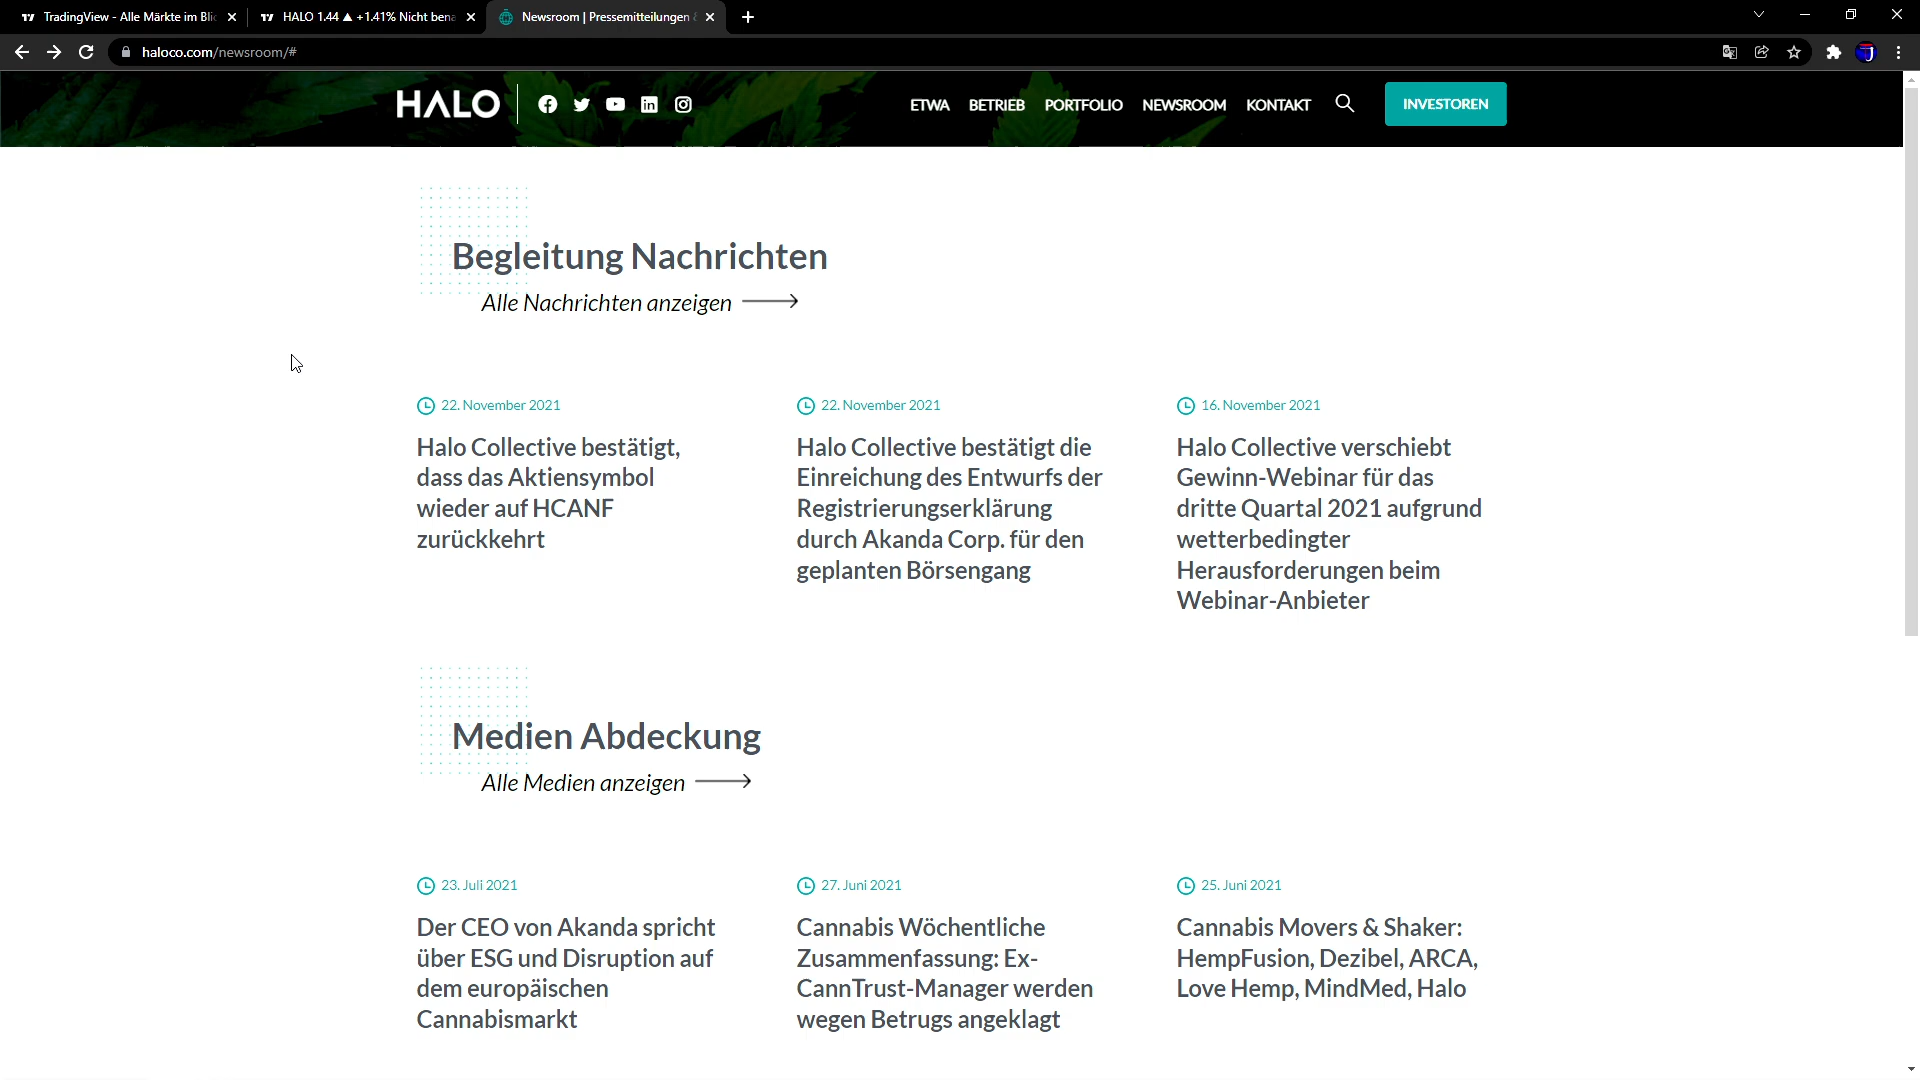 TradingView - Alle Märkte im Blic
HALO 1.44 ▲ +1.41% Nicht bena
Newsroom | Pressemitteilungen &
haloco.com/newsroom/#
HALO
ETWA BETRIEB PORTFOLIO NEWSROOM KONTAKT INVESTOREN
Begleitung Nachrichten
Alle Nachrichten anzeigen
22. November 2021
Halo Collective bestätigt,
dass das Aktiensymbol
wieder auf HCANF
zurückkehrt
22. November 2021
Halo Collective bestätigt die
Einreichung des Entwurfs der
Registrierungserklärung
durch Akanda Corp. für den
geplanten Börsengang
16. November 2021
Halo Collective verschiebt
Gewinn-Webinar für das
dritte Quartal 2021 aufgrund
wetterbedingter
Herausforderungen beim
Webinar-Anbieter
Medien Abdeckung
Alle Medien anzeigen
23. Juli 2021
Der CEO von Akanda spricht
über ESG und Disruption auf
dem europäischen
Cannabismarkt
27. Juni 2021
Cannabis Wöchentliche
Zusammenfassung: Ex-
CannTrust-Manager werden
wegen Betrugs angeklagt
25. Juni 2021
Cannabis Movers & Shaker:
HempFusion, Dezibel, ARCA,
Love Hemp, MindMed, Halo